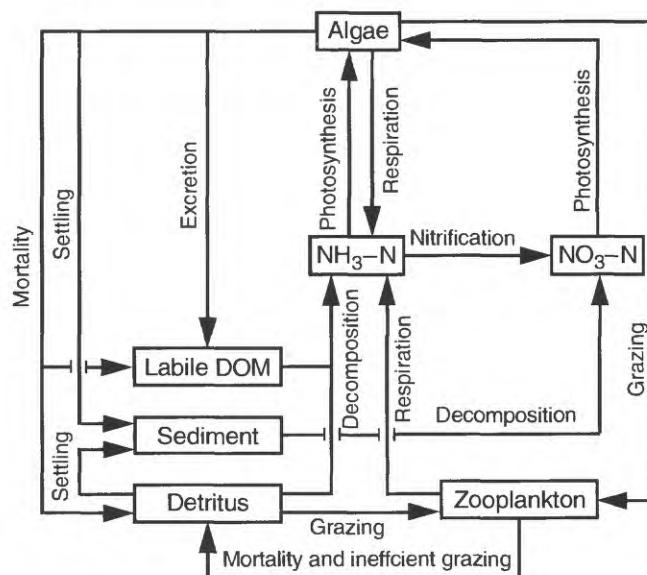 Algae
Photosynthesis
Respiration
Photosynthesis
Excretion
Settling
Mortality
NH3–N
Nitrification
NO3–N
Labile DOM
Decomposition
Respiration
Grazing
Sediment
Decomposition
Settling
Detritus
Grazing
Zooplankton
Mortality and ineffcient grazing